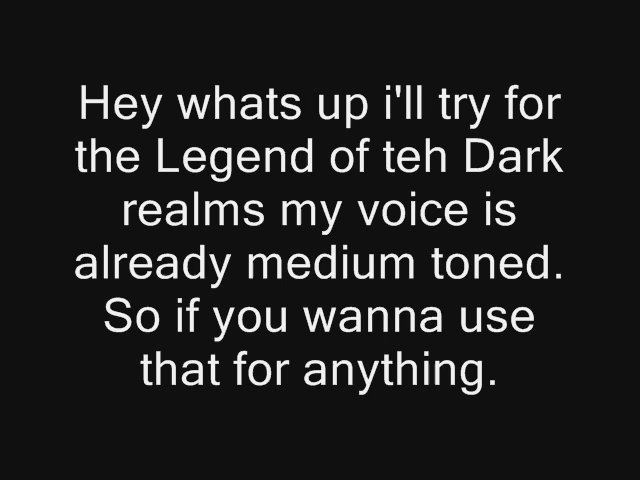 Hey whats up i'll try for
the Legend of teh Dark
realms my voice is
already medium toned.
So if you wanna use
that for anything.